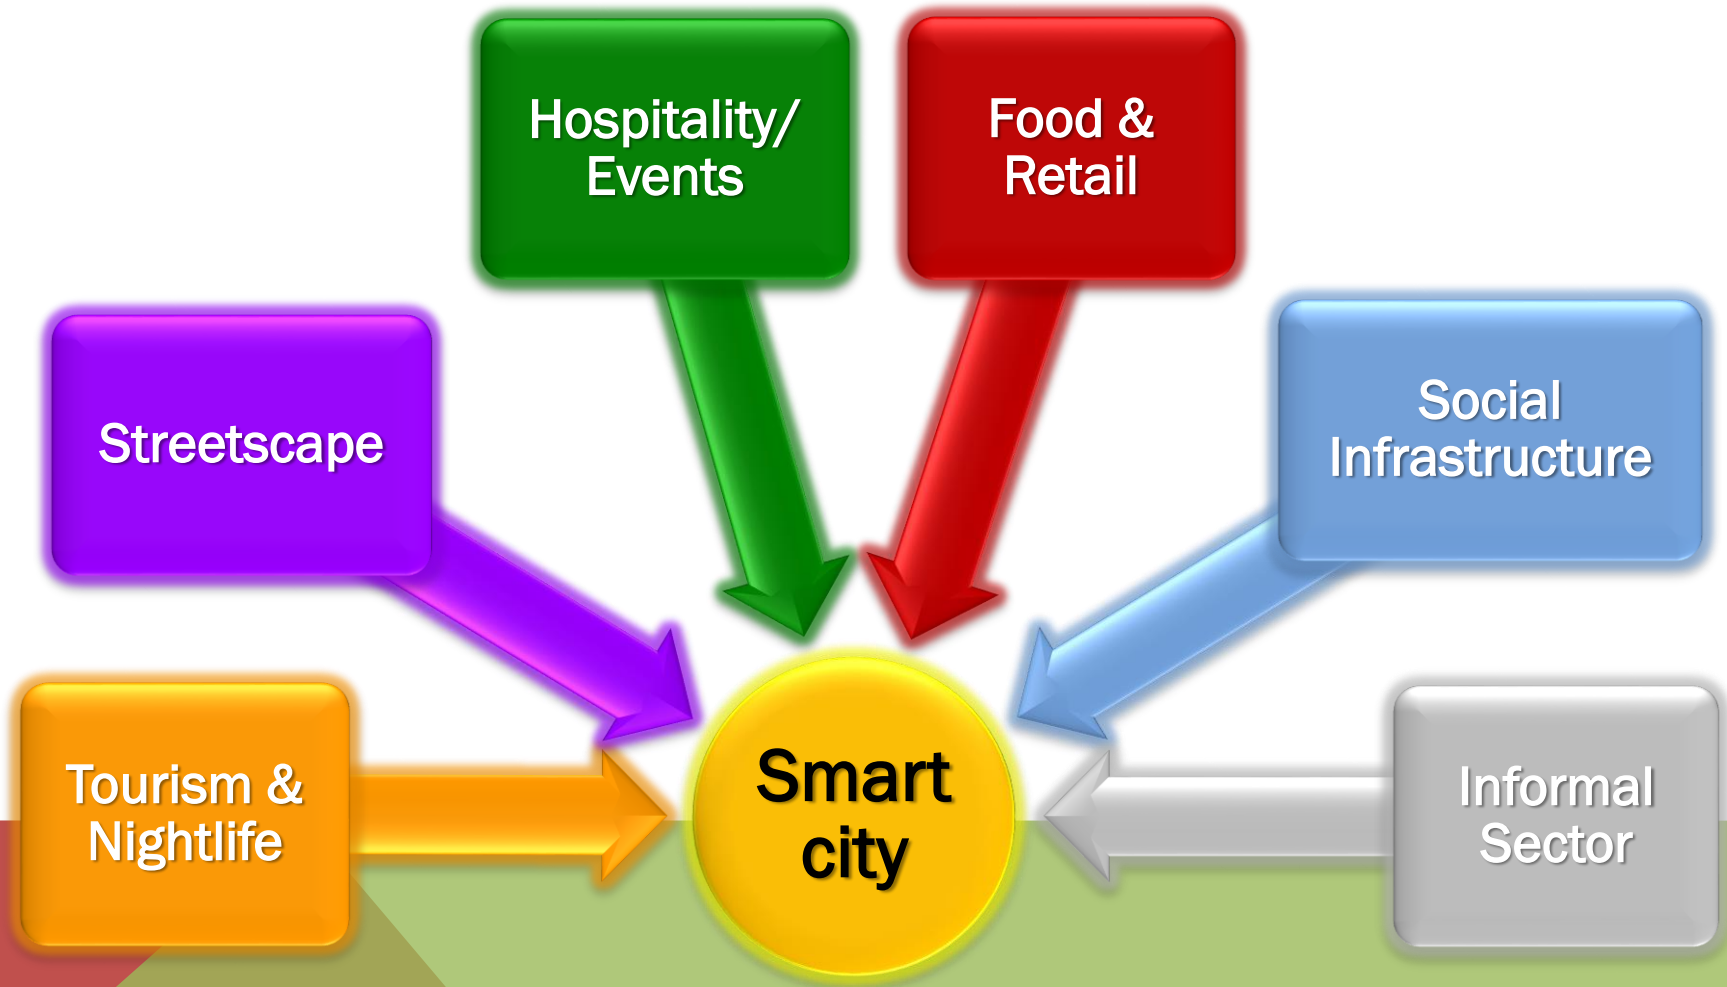 Hospitality/
Events
Food &
Retail
Streetscape
Social
Infrastructure
Tourism &
Nightlife
Smart
city
Informal
Sector